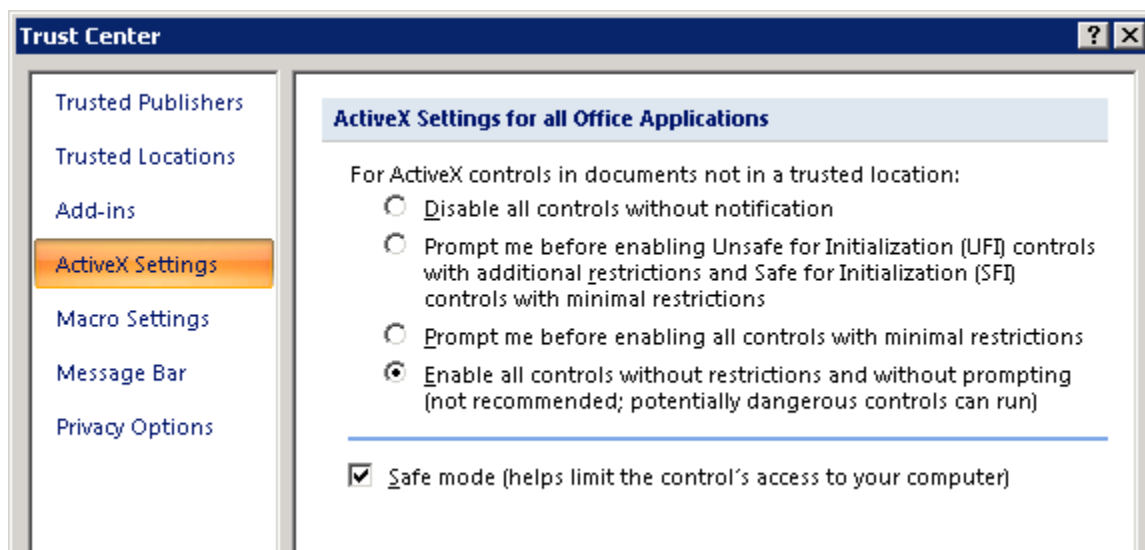 Trust Center
Trusted Publishers
Trusted Locations
Add-ins
ActiveX Settings
Macro Settings
Message Bar
Privacy Options
ActiveX Settings for all Office Applications
For ActiveX controls in documents not in a trusted location:
Disable all controls without notification
Prompt me before enabling Unsafe for Initialization (UFI) controls
with additional restrictions and Safe for Initialization (SFI)
controls with minimal restrictions
Prompt me before enabling all controls with minimal restrictions
Enable all controls without restrictions and without prompting
(not recommended; potentially dangerous controls can run)
Safe mode (helps limit the control's access to your computer)